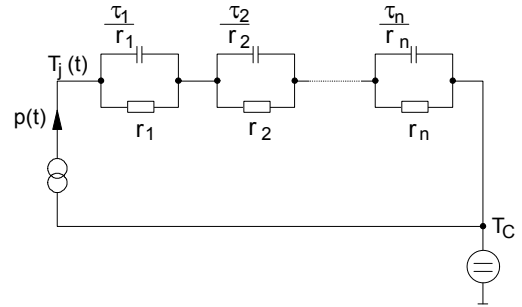 τ1 τ2 τn
r1 r2 rn
Tj(t)
p(t) r1 r2 rn
TC